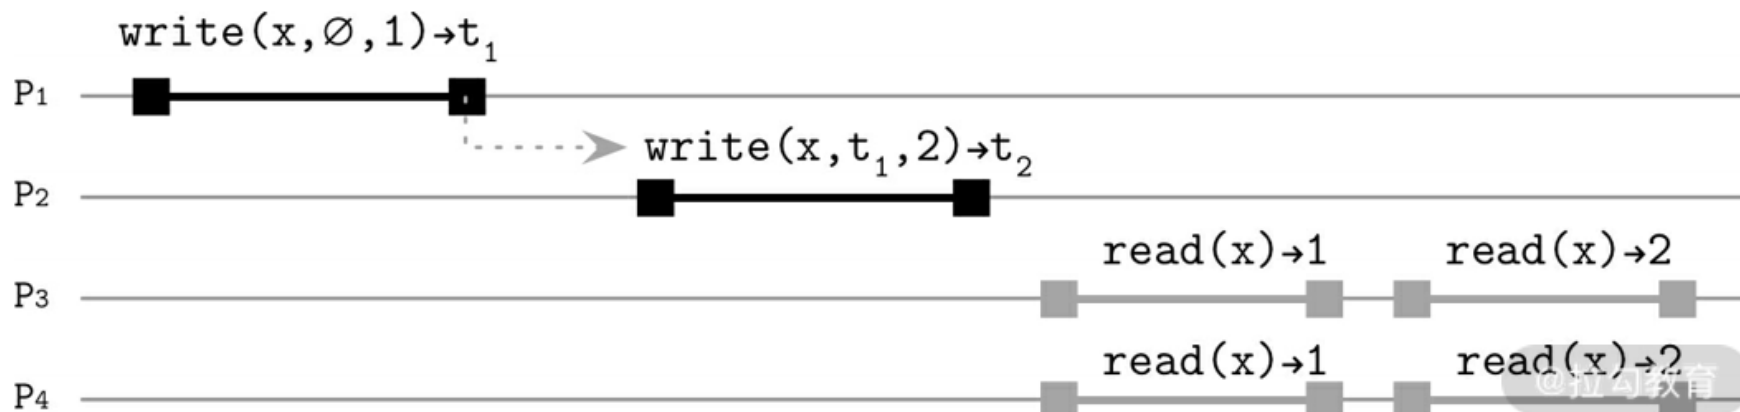 write(x,∅,1)→t₁
P1
write(x,t₁,2)→t₂
P2
read(x)→1 read(x)→2
P3
read(x)→1 read(x)→2
@拉勾教育
P4